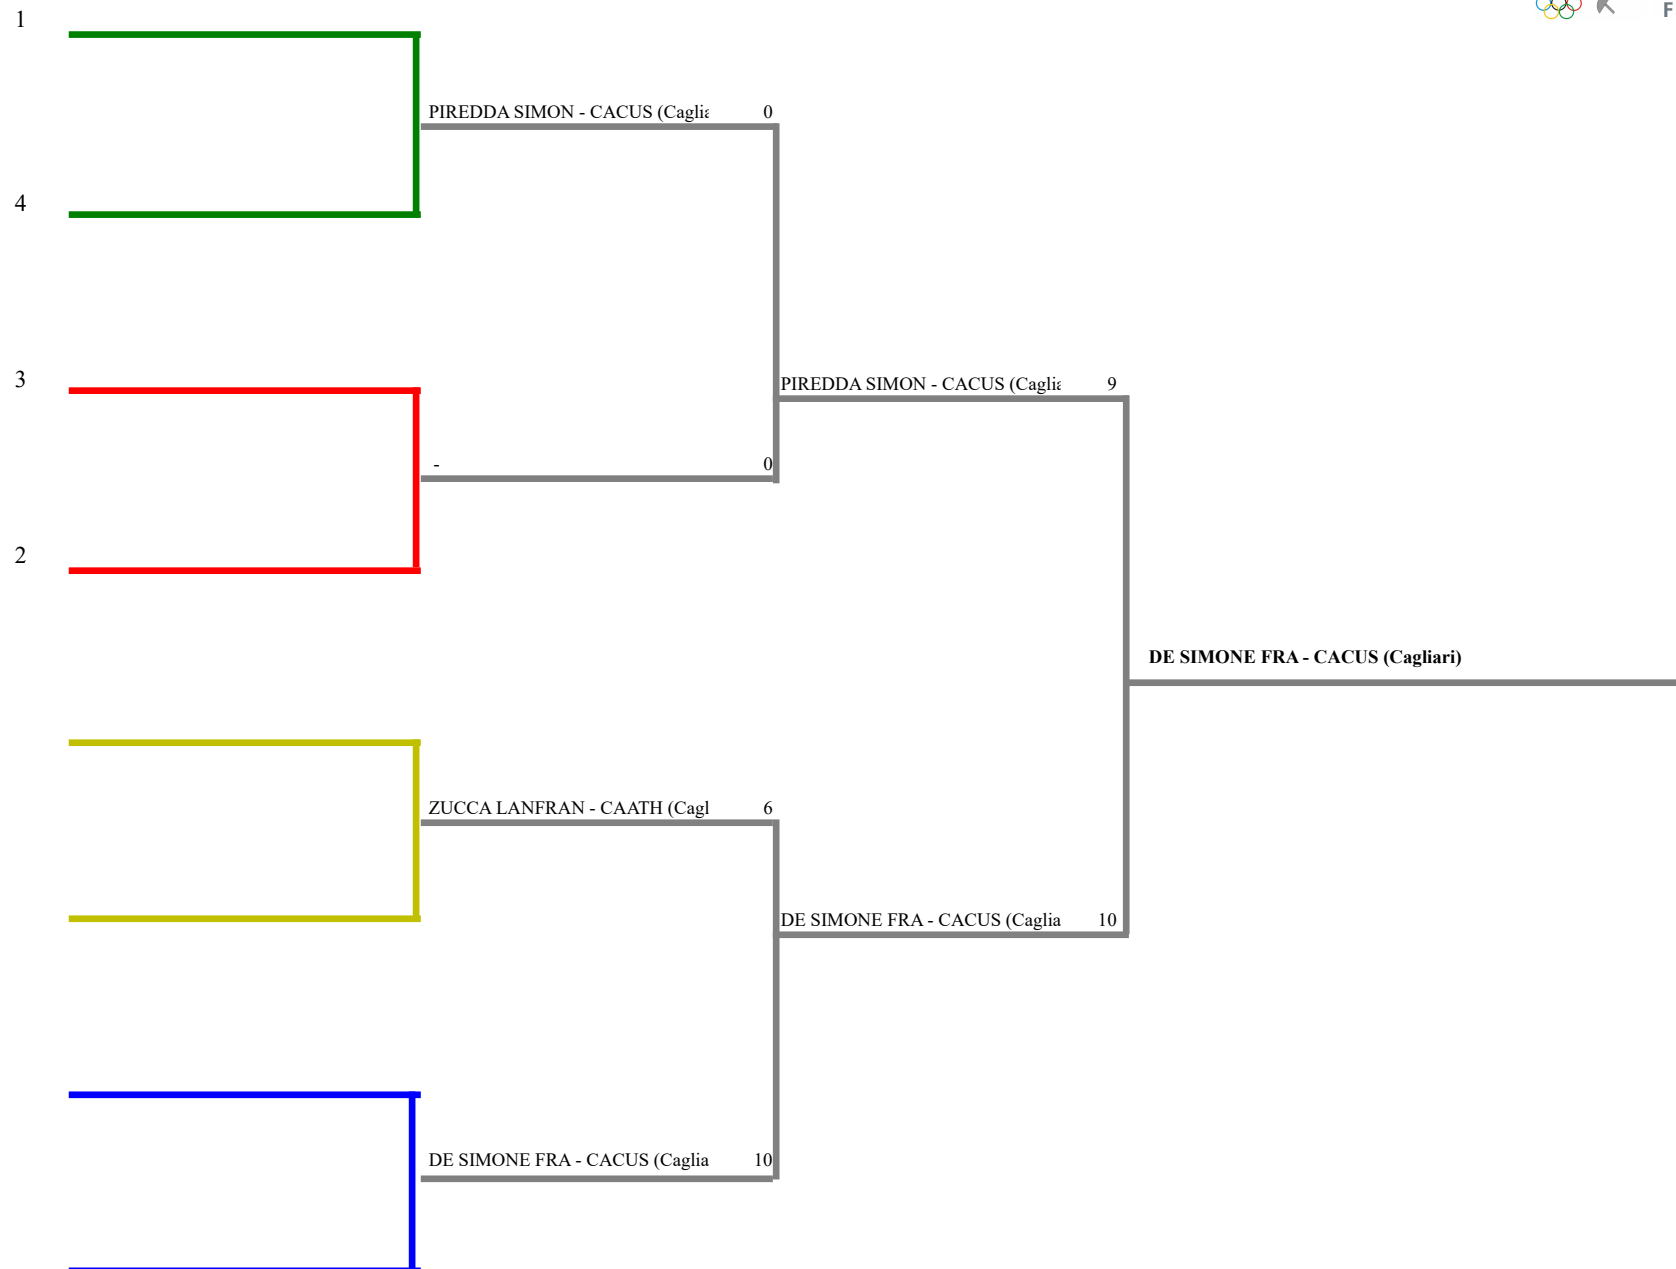 F
1
PIREDDA SIMON - CACUS (Caglia 0
4
3
PIREDDA SIMON - CACUS (Caglia 9
- 0
2
DE SIMONE FRA - CACUS (Cagliari)
ZUCCA LANFRAN - CAATH (Cagl 6
DE SIMONE FRA - CACUS (Caglia 10
DE SIMONE FRA - CACUS (Caglia 10